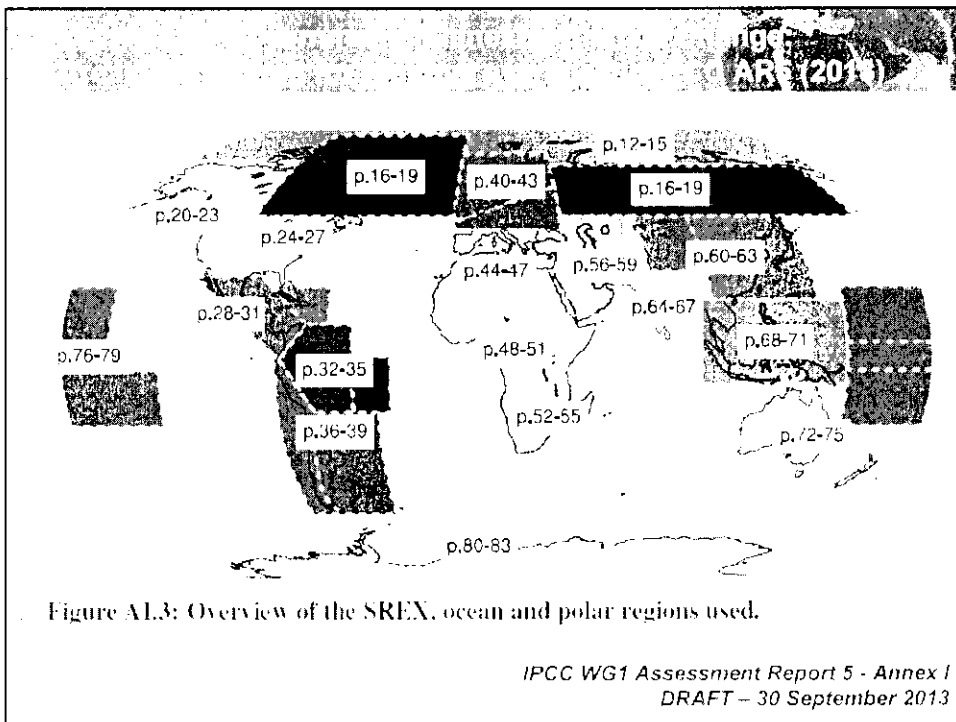 AR5 (2013)
p.12-15
p.16-19
p.40-43
p.16-19
p.20-23
p.24-27
p.44-47
p.56-59
p.60-63
p.28-31
p.64-67
p.76-79
p.48-51
p.68-71
p.32-35
p.52-55
p.36-39
p.72-75
p.80-83
Figure AI.3: Overview of the SREX, ocean and polar regions used.
IPCC WG1 Assessment Report 5 - Annex I
DRAFT – 30 September 2013